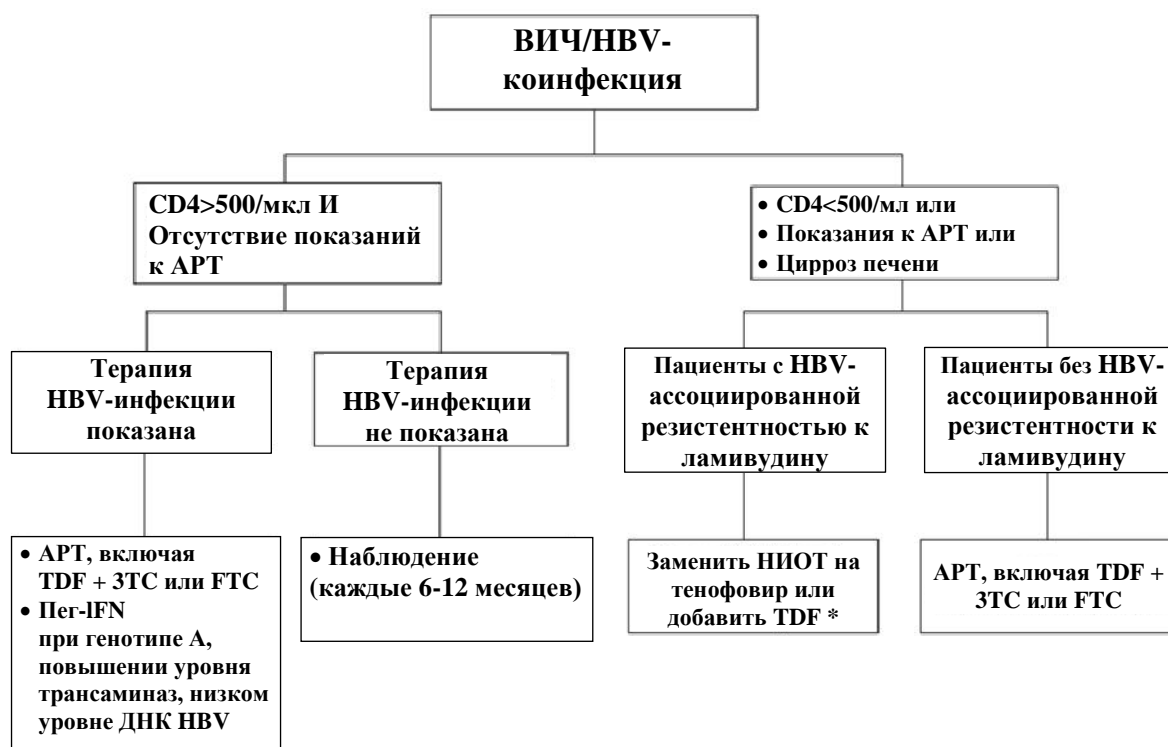 ВИЧ/HBV-
коинфекция
CD4>500/мкл И
Отсутствие показаний
к АРТ
• CD4<500/мл или
• Показания к АРТ или
• Цирроз печени
Терапия
HBV-инфекции
показана
Терапия
HBV-инфекции
не показана
Пациенты с HBV-
ассоциированной
резистентностью к
ламивудину
Пациенты без HBV-
ассоциированной
резистентности к
ламивудину
• АРТ, включая
TDF + 3ТС или FTC
• Пег-IFN
при генотипе А,
повышении уровня
трансаминаз, низком
уровне ДНК HBV
• Наблюдение
(каждые 6-12 месяцев)
Заменить НИОТ на
тенофовир или
добавить TDF *
АРТ, включая TDF +
3ТС или FTC